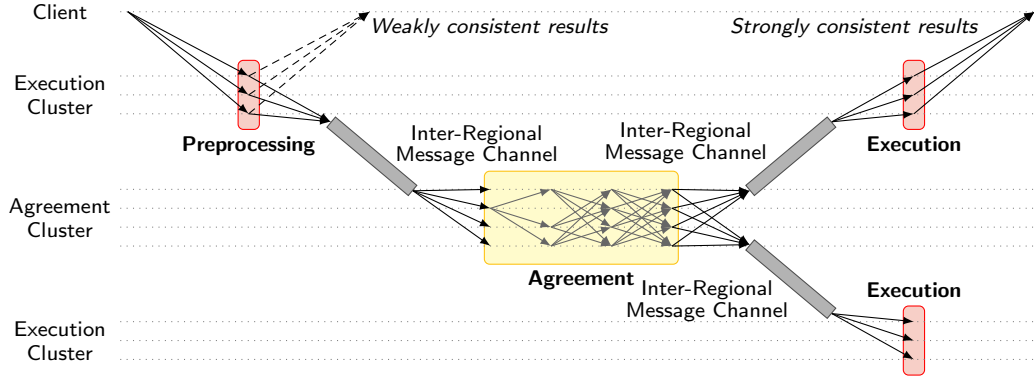 Client
Weakly consistent results
Strongly consistent results
Execution
Cluster
Preprocessing
Inter-Regional
Message Channel
Inter-Regional
Message Channel
Execution
Agreement
Cluster
Agreement
Inter-Regional
Message Channel
Execution
Execution
Cluster